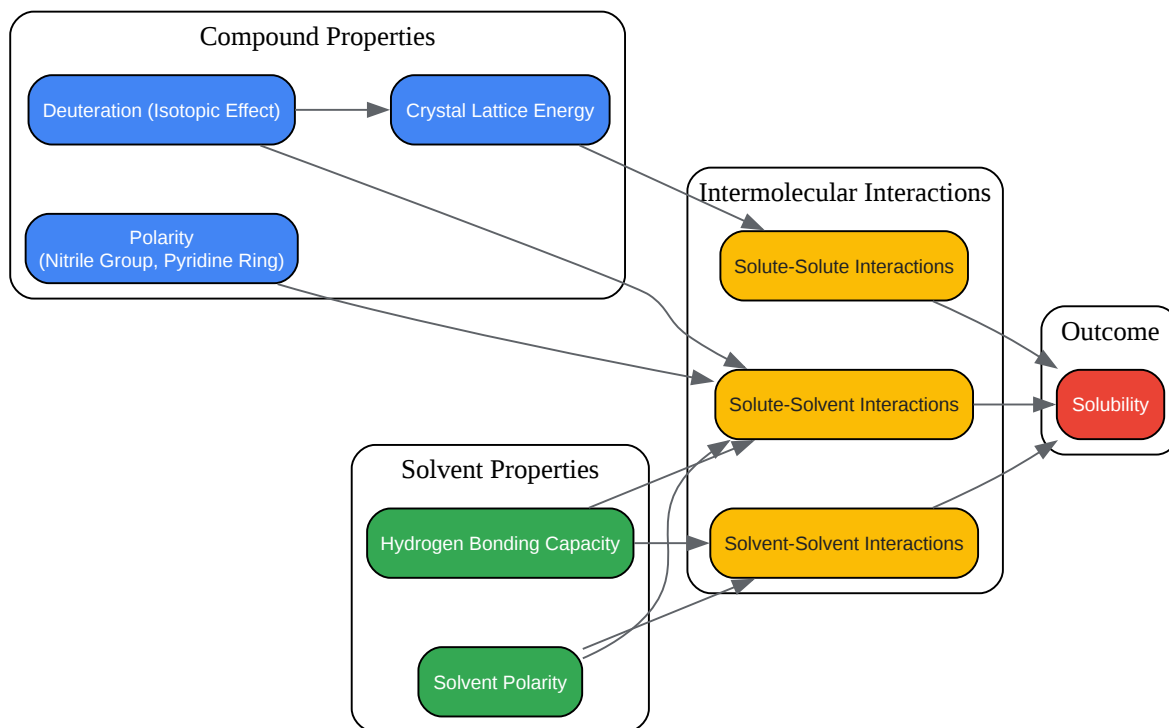 Compound Properties
Deuteration (Isotopic Effect)
Crystal Lattice Energy
Polarity
(Nitrile Group, Pyridine Ring)
Intermolecular Interactions
Solute-Solute Interactions
Solute-Solvent Interactions
Solvent-Solvent Interactions
Outcome
Solubility
Solvent Properties
Hydrogen Bonding Capacity
Solvent Polarity